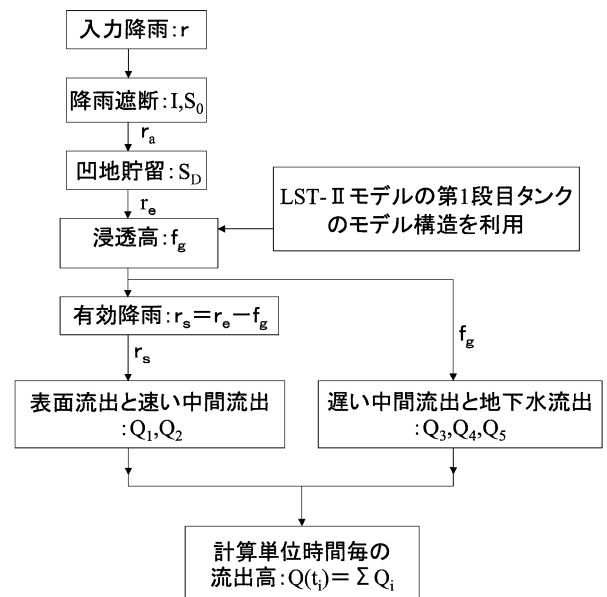 入力降雨:r
降雨遮断:I,S₀
rₐ
凹地貯留:S_D
rₑ
浸透高:f_g
LST-Ⅱモデルの第1段目タンク
のモデル構造を利用
有効降雨:rₛ=rₑ-f_g
f_g
rₛ
表面流出と速い中間流出
:Q₁,Q₂
遅い中間流出と地下水流出
:Q₃,Q₄,Q₅
計算単位時間毎の
流出高:Q(tᵢ)=ΣQᵢ